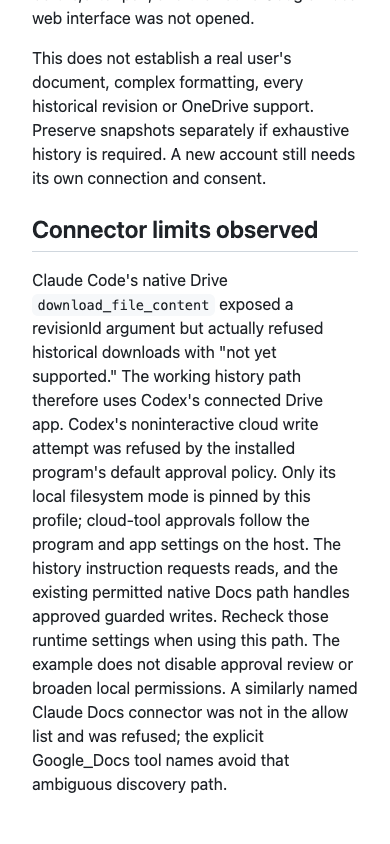 web interface was not opened.
This does not establish a real user's
document, complex formatting, every
historical revision or OneDrive support.
Preserve snapshots separately if exhaustive
history is required. A new account still needs
its own connection and consent.
Connector limits observed
Claude Code's native Drive
download_file_content exposed a
revisionId argument but actually refused
historical downloads with "not yet
supported." The working history path
therefore uses Codex's connected Drive
app. Codex's noninteractive cloud write
attempt was refused by the installed
program's default approval policy. Only its
local filesystem mode is pinned by this
profile; cloud-tool approvals follow the
program and app settings on the host. The
history instruction requests reads, and the
existing permitted native Docs path handles
approved guarded writes. Recheck those
runtime settings when using this path. The
example does not disable approval review or
broaden local permissions. A similarly named
Claude Docs connector was not in the allow
list and was refused; the explicit
Google_Docs tool names avoid that
ambiguous discovery path.